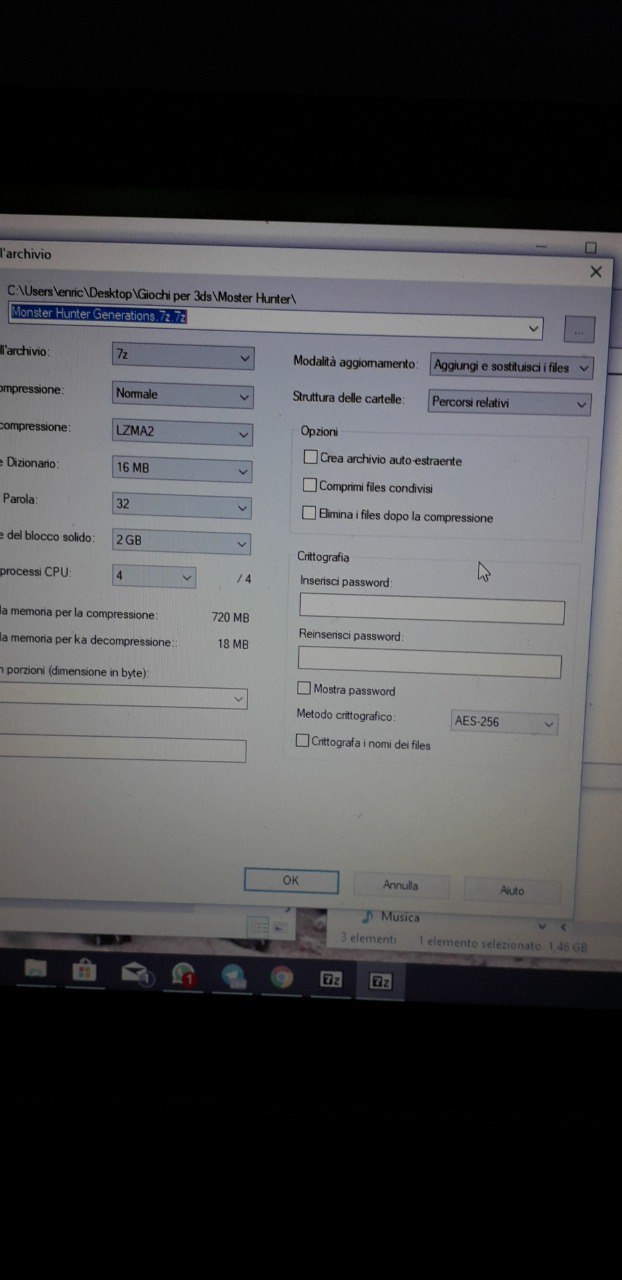 l'archivio
C:\Users\enric\Desktop\Giochi per 3ds\Moster Hunter\
Monster Hunter Generations.7z.7z
...
l'archivio:
7z
Modalità aggiornamento:
Aggiungi e sostituisci i files
ompressione:
Normale
Struttura delle cartelle:
Percorsi relativi
compressione:
LZMA2
Opzioni
e Dizionario:
16 MB
Crea archivio auto-estraente
Parola:
32
Comprimi files condivisi
Elimina i files dopo la compressione
e del blocco solido:
2 GB
processi CPU:
4
/ 4
Crittografia
Inserisci password:
la memoria per la compressione:
720 MB
la memoria per ka decompressione::
18 MB
Reinserisci password:
n porzioni (dimensione in byte):
Mostra password
Metodo crittografico:
AES-256
Crittografa i nomi dei files
OK
Annulla
Aiuto
Musica
3 elementi
1 elemento selezionato 1,46 GB
1
1
7z
7z